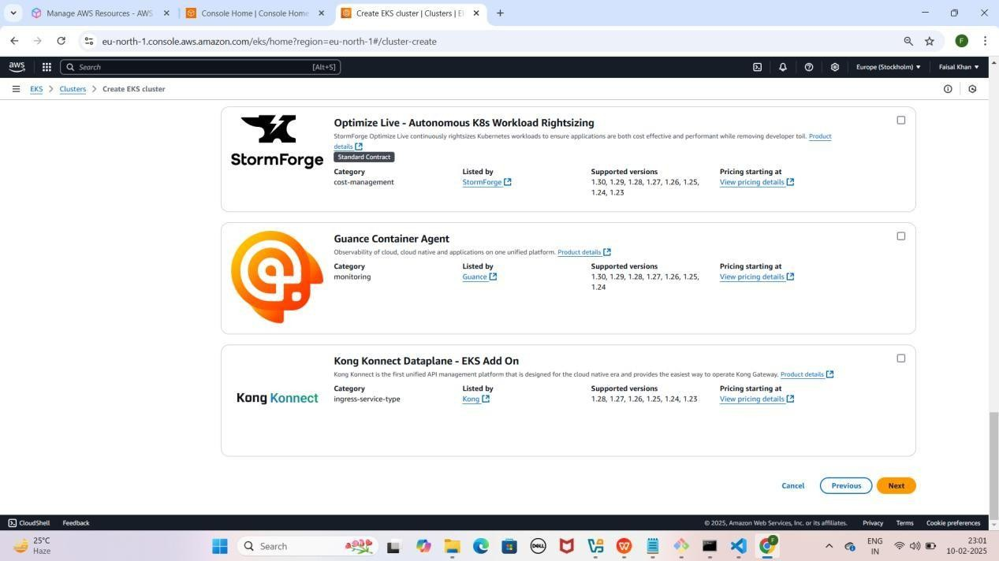 Manage AWS Resources - AWS
Console Home | Console Home
Create EKS cluster | Clusters | El
eu-north-1.console.aws.amazon.com/eks/home?region=eu-north-1#/cluster-create
F
aws
Search
[Alt+S]
Europe (Stockholm)
Faisal Khan
EKS
Clusters
Create EKS cluster
StormForge
Optimize Live - Autonomous K8s Workload Rightsizing
StormForge Optimize Live continuously rightsizes Kubernetes workloads to ensure applications are both cost effective and performant while removing developer toil. Product
details
Standard Contract
Category Listed by Supported versions Pricing starting at
cost-management StormForge 1.30, 1.29, 1.28, 1.27, 1.26, 1.25, View pricing details
1.24, 1.23
Guance Container Agent
Observability of cloud, cloud native and applications on one unified platform. Product details
Category Listed by Supported versions Pricing starting at
monitoring Guance 1.30, 1.29, 1.28, 1.27, 1.26, 1.25, View pricing details
1.24
Kong Konnect
Kong Konnect Dataplane - EKS Add On
Kong Konnect is the first unified API management platform that is designed for the cloud native era and provides the easiest way to operate Kong Gateway. Product details
Category Listed by Supported versions Pricing starting at
ingress-service-type Kong 1.28, 1.27, 1.26, 1.25, 1.24, 1.23 View pricing details
Cancel
Previous
Next
CloudShell
Feedback
© 2025, Amazon Web Services, Inc. or its affiliates.
Privacy
Terms
Cookie preferences
25°C
Haze
Search
DELL
F
ENG
IN
23:01
10-02-2025